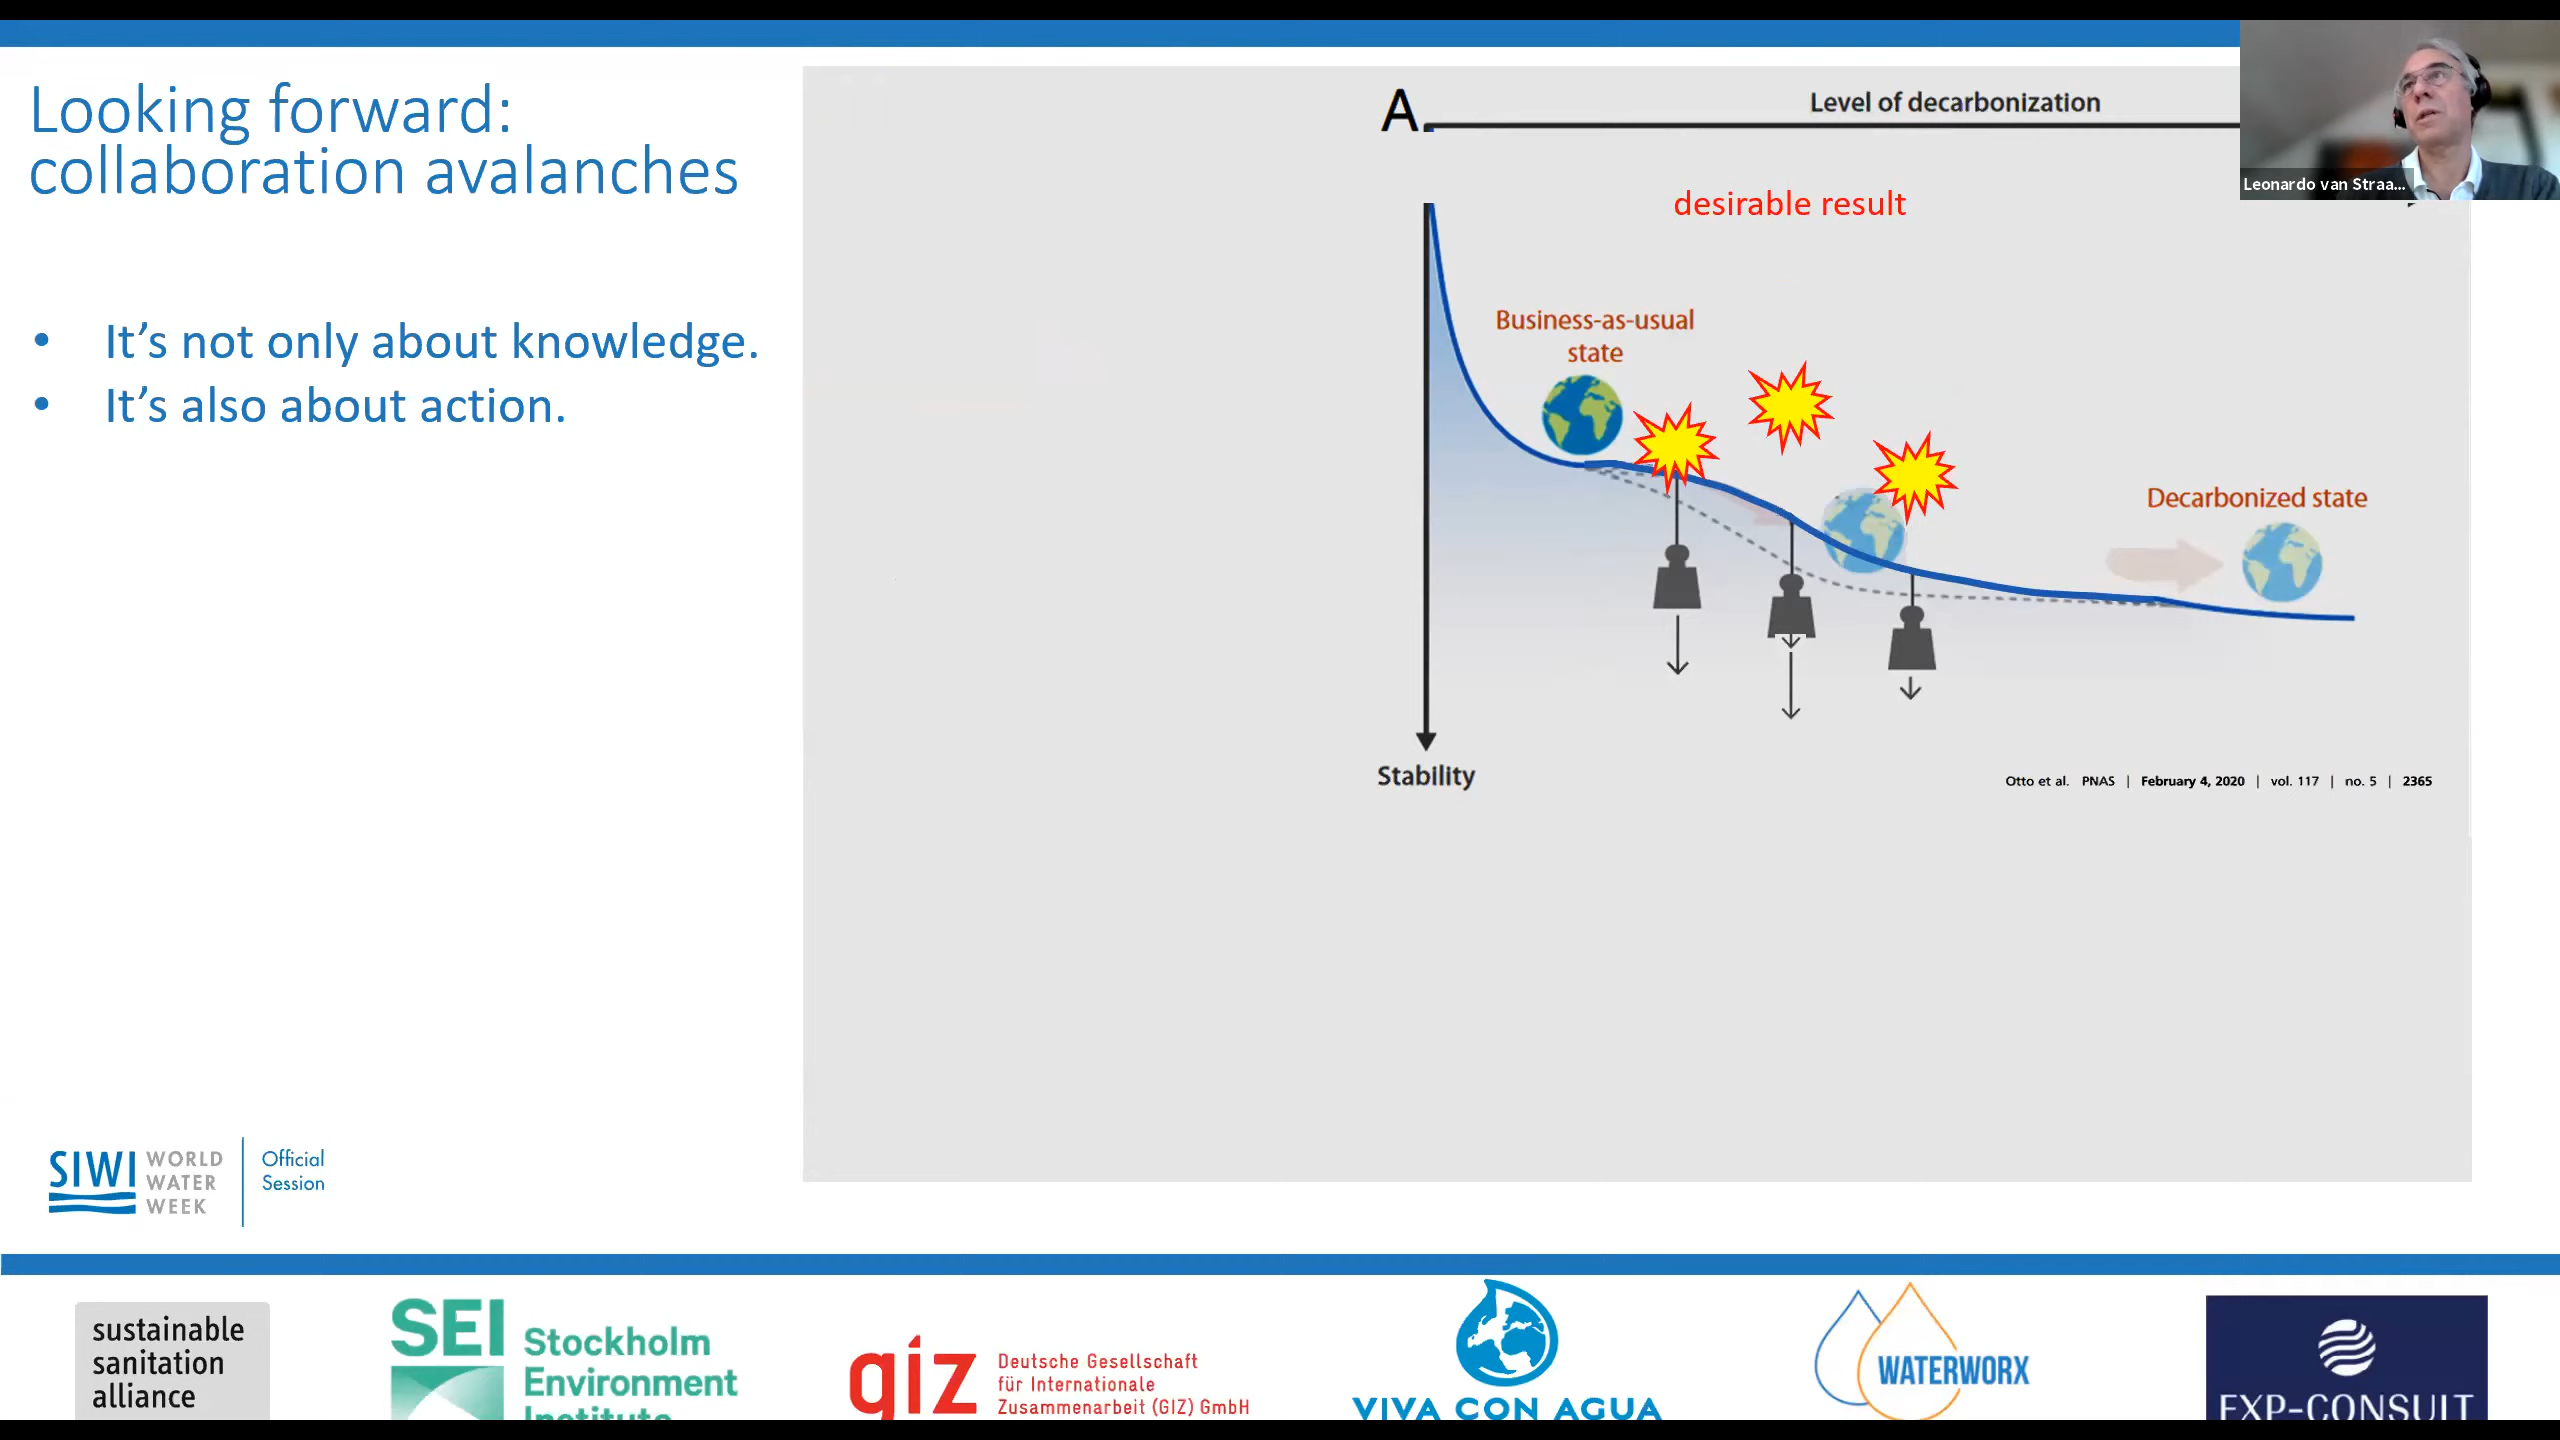 Looking forward:
collaboration avalanches
• It’s not only about knowledge.
• It’s also about action.
A
Level of decarbonization
desirable result
Business-as-usual
state
Decarbonized state
Stability
Otto et al. PNAS | February 4, 2020 | vol. 117 | no. 5 | 2365
Leonardo van Straa...
SIWI WORLD
WATER
WEEK
Official
Session
sustainable
sanitation
alliance
SEI Stockholm
Environment
Institute
giz Deutsche Gesellschaft
für Internationale
Zusammenarbeit (GIZ) GmbH
VIVA CON AGUA
WATERWORX
EXP-CONSULT